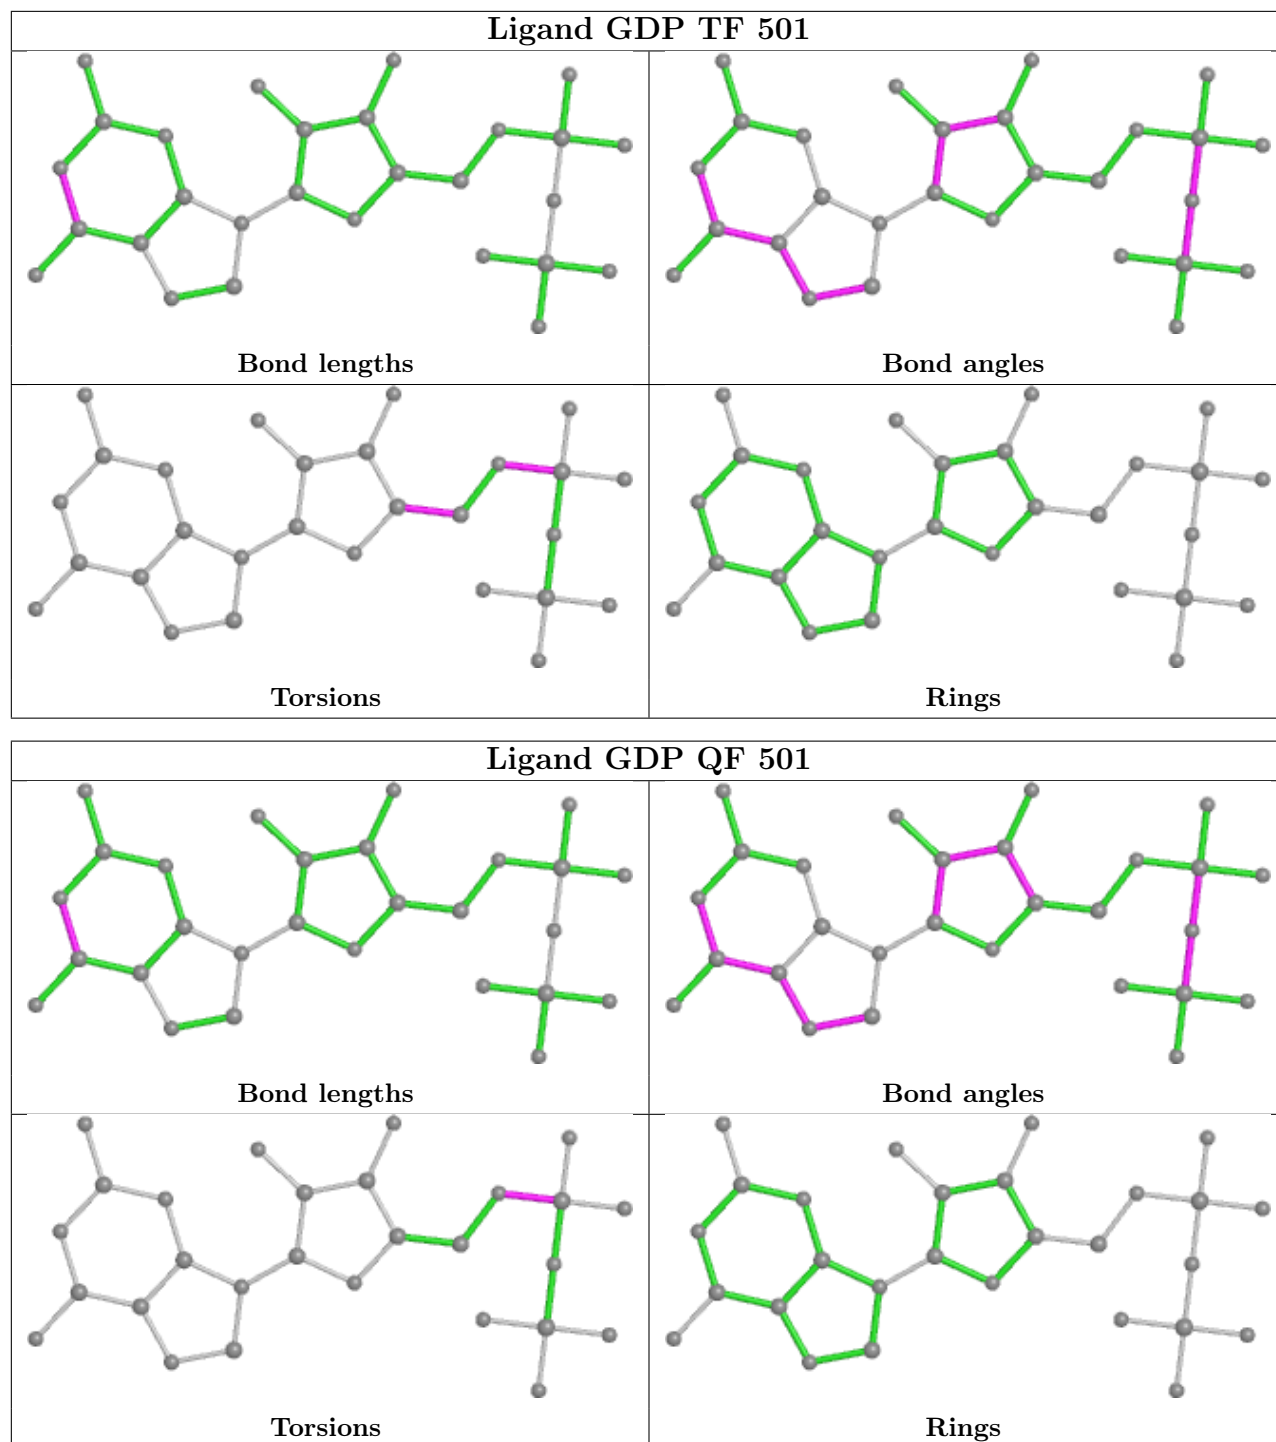 Ligand GDP TF 501
Bond lengths
Bond angles
Torsions
Rings
Ligand GDP QF 501
Bond lengths
Bond angles
Torsions
Rings